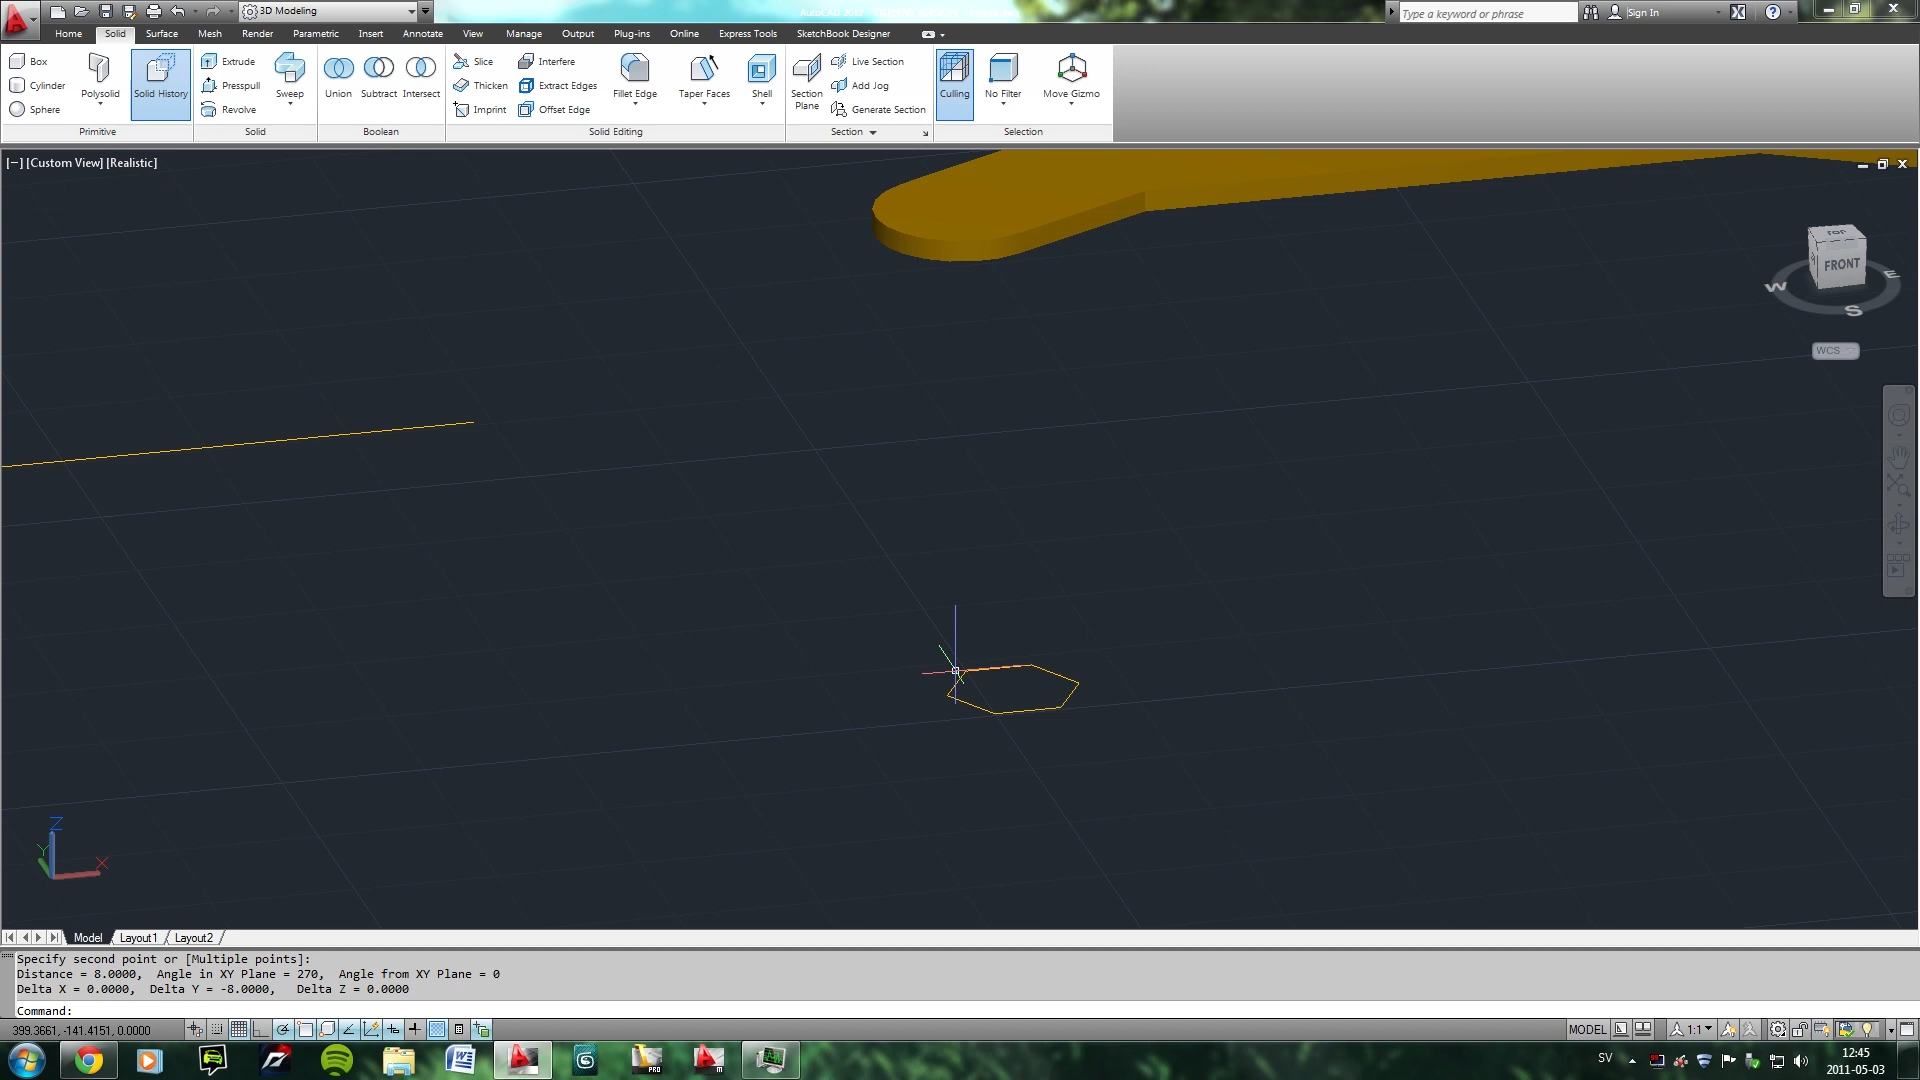 3D Modeling
AutoCAD 2012
Type a keyword or phrase
Sign In
Home Solid Surface Mesh Render Parametric Insert Annotate View Manage Output Plug-ins Online Express Tools SketchBook Designer
Box
Cylinder
Sphere
Polysolid
Solid History
Primitive
Extrude
Presspull
Revolve
Sweep
Solid
Union
Subtract
Intersect
Boolean
Slice
Thicken
Imprint
Interfere
Extract Edges
Offset Edge
Fillet Edge
Taper Faces
Shell
Solid Editing
Section
Plane
Live Section
Add Jog
Generate Section
Section
Culling
No Filter
Move Gizmo
Selection
[−] [Custom View] [Realistic]
TOP
FRONT
W
E
S
WCS
Z
Y
X
Model Layout1 Layout2
Specify second point or [Multiple points]:
Distance = 8.0000, Angle in XY Plane = 270, Angle from XY Plane = 0
Delta X = 0.0000, Delta Y = -8.0000, Delta Z = 0.0000
Command:
399.3661, -141.4151, 0.0000
MODEL
1:1
PRO
SV
12:45
2011-05-03